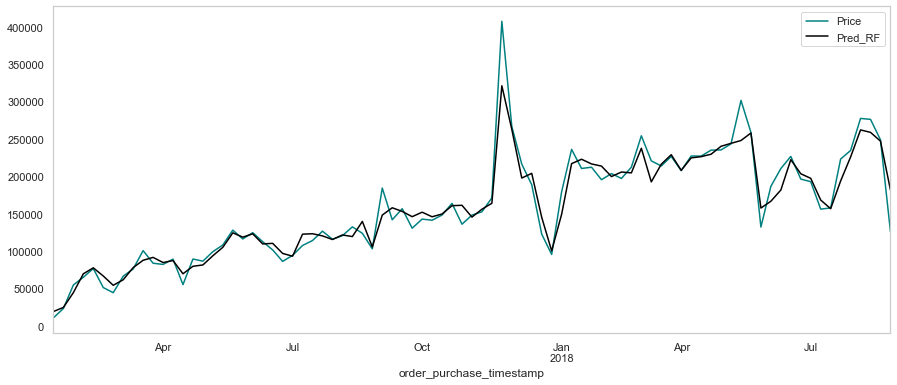 Price
Pred_RF
400000
350000
300000
250000
200000
150000
100000
50000
0
Apr
Jul
Oct
Jan
2018
Apr
Jul
order_purchase_timestamp